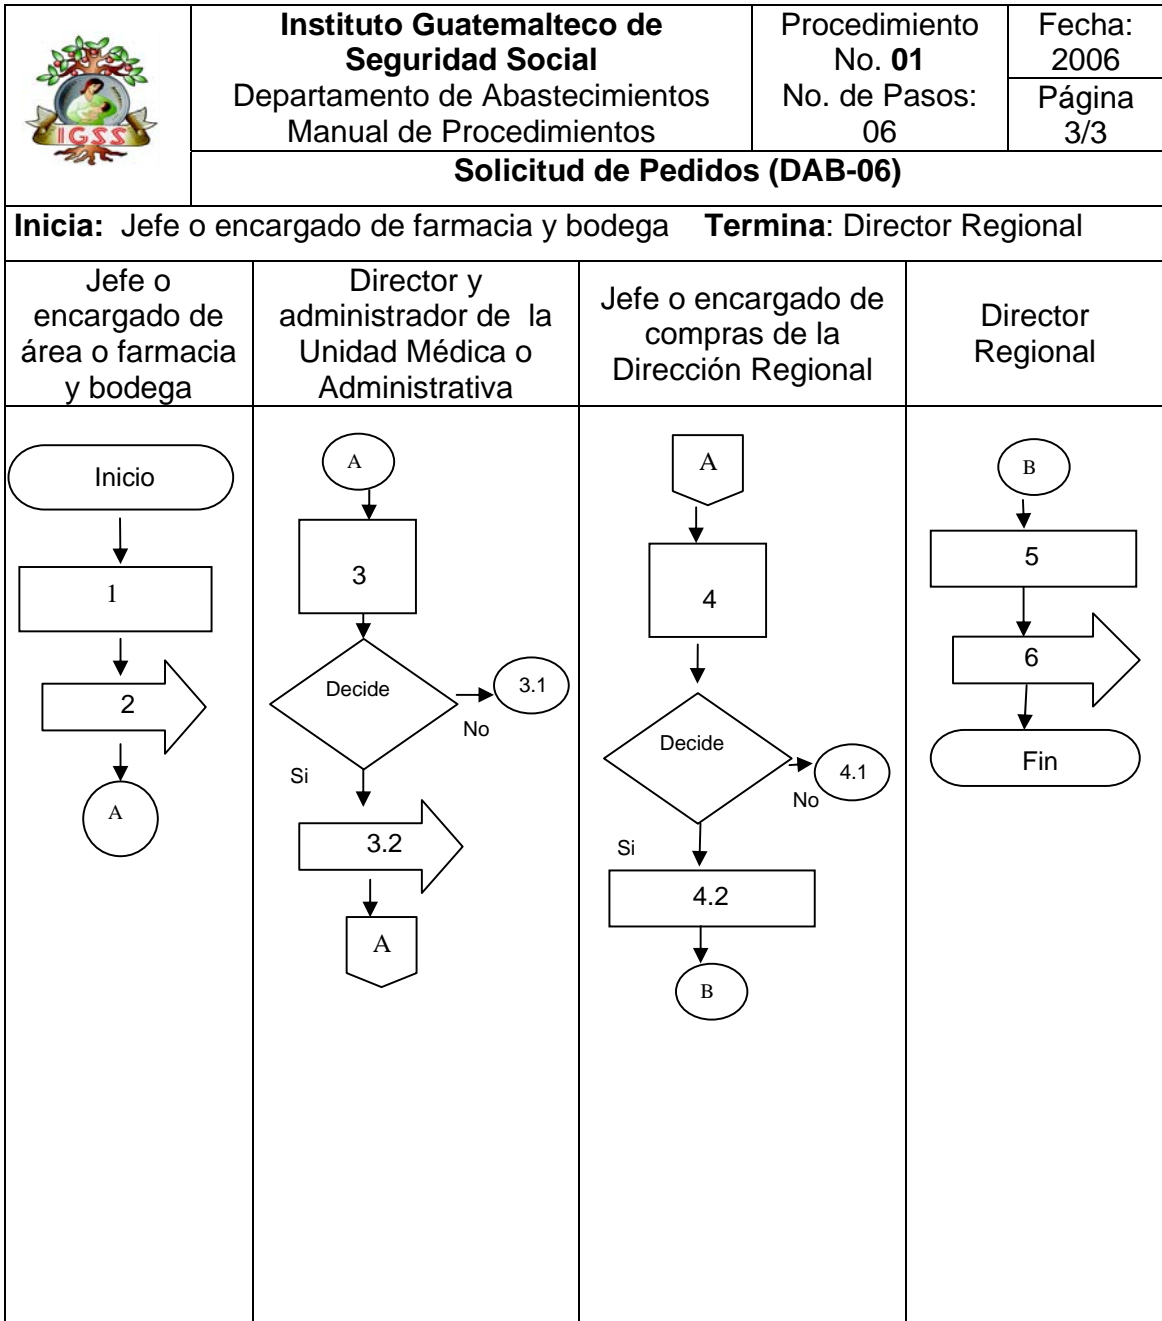 IGSS
Instituto Guatemalteco de
Seguridad Social
Departamento de Abastecimientos
Manual de Procedimientos
Procedimiento
No. 01
No. de Pasos:
06
Fecha:
2006
Página
3/3
Solicitud de Pedidos (DAB-06)
Inicia: Jefe o encargado de farmacia y bodega Termina: Director Regional
Jefe o
encargado de
área o farmacia
y bodega
Director y
administrador de la
Unidad Médica o
Administrativa
Jefe o encargado de
compras de la
Dirección Regional
Director
Regional
Inicio
1
2
A
A
3
Decide
3.1
No
Si
3.2
A
A
4
Decide
4.1
No
Si
4.2
B
B
5
6
Fin